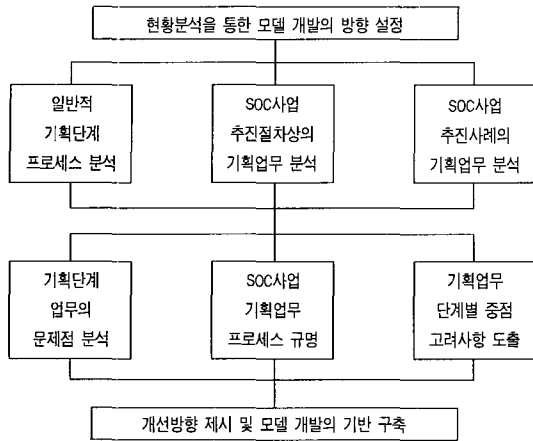 현황분석을 통한 모델 개발의 방향 설정
일반적
기획단계
프로세스 분석
SOC사업
추진절차상의
기획업무 분석
SOC사업
추진사례의
기획업무 분석
기획단계
업무의
문제점 분석
SOC사업
기획업무
프로세스 규명
기획업무
단계별 중점
고려사항 도출
개선방향 제시 및 모델 개발의 기반 구축